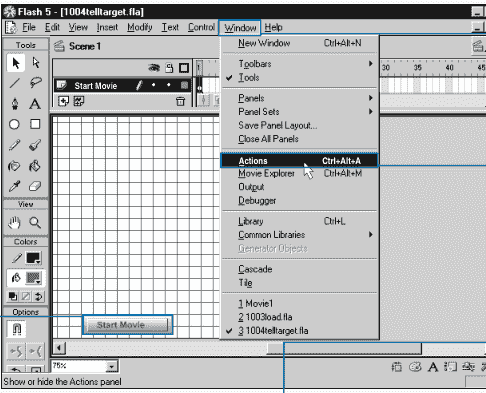 Flash 5 - [1004telltarget.fla]
File Edit View Insert Modify Text Control Window Help
Tools
Scene 1
Start Movie
30 35 40 45
New Window Ctrl+Alt+N
Toolbars
✓ Tools
Panels
Panel Sets
Save Panel Layout...
Close All Panels
Actions Ctrl+Alt+A
Movie Explorer Ctrl+Alt+M
Output
Debugger
Library Ctrl+L
Common Libraries
Generator Objects
Cascade
Tile
1 Movie1
2 1003load.fla
✓ 3 1004telltarget.fla
A
View
Colors
Options
Start Movie
75%
A
Show or hide the Actions panel